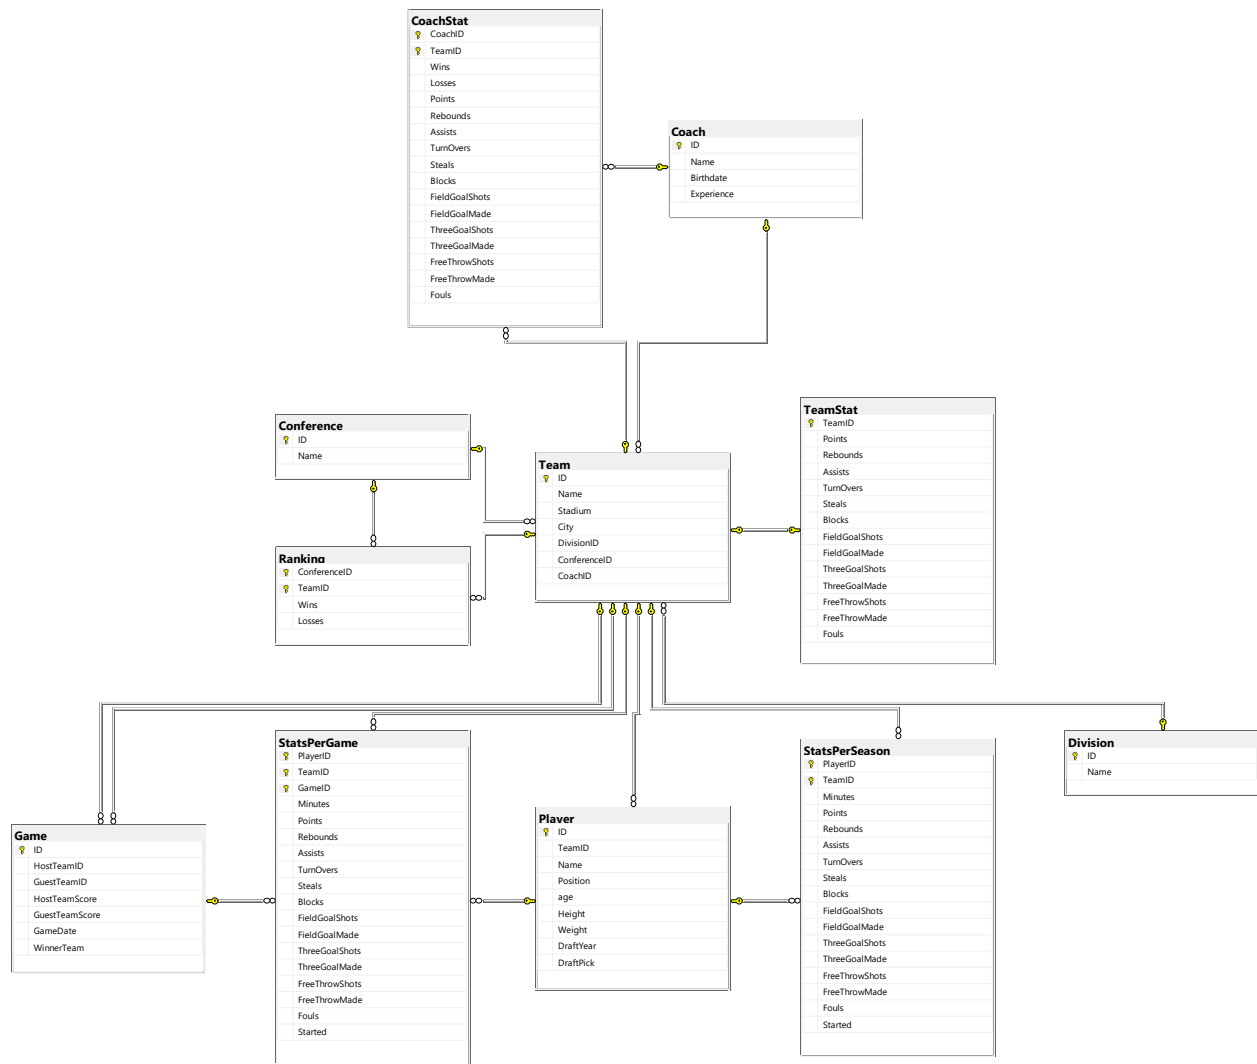 CoachStat
CoachID
TeamID
Wins
Losses
Points
Rebounds
Assists
TurnOvers
Steals
Blocks
FieldGoalShots
FieldGoalMade
ThreeGoalShots
ThreeGoalMade
FreeThrowShots
FreeThrowMade
Fouls
Coach
ID
Name
Birthdate
Experience
Conference
ID
Name
Ranking
ConferenceID
TeamID
Wins
Losses
Team
ID
Name
Stadium
City
DivisionID
ConferenceID
CoachID
TeamStat
TeamID
Points
Rebounds
Assists
TurnOvers
Steals
Blocks
FieldGoalShots
FieldGoalMade
ThreeGoalShots
ThreeGoalMade
FreeThrowShots
FreeThrowMade
Fouls
Game
ID
HostTeamID
GuestTeamID
HostTeamScore
GuestTeamScore
GameDate
WinnerTeam
StatsPerGame
PlayerID
TeamID
GameID
Minutes
Points
Rebounds
Assists
TurnOvers
Steals
Blocks
FieldGoalShots
FieldGoalMade
ThreeGoalShots
ThreeGoalMade
FreeThrowShots
FreeThrowMade
Fouls
Started
Player
ID
TeamID
Name
Position
age
Height
Weight
DraftYear
DraftPick
StatsPerSeason
PlayerID
TeamID
Minutes
Points
Rebounds
Assists
TurnOvers
Steals
Blocks
FieldGoalShots
FieldGoalMade
ThreeGoalShots
ThreeGoalMade
FreeThrowShots
FreeThrowMade
Fouls
Started
Division
ID
Name